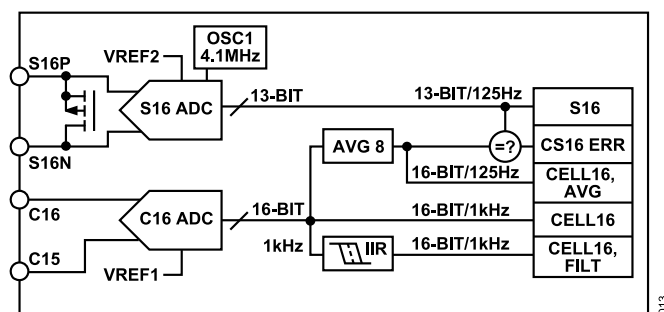 OSC1
4.1MHz
S16P
VREF2
S16 ADC
13-BIT
13-BIT/125Hz
S16
S16N
AVG 8
=?
CS16 ERR
16-BIT/125Hz
CELL16,
AVG
C16
C16 ADC
16-BIT
16-BIT/1kHz
CELL16
C15
VREF1
1kHz
IIR
16-BIT/1kHz
CELL16,
FILT
013